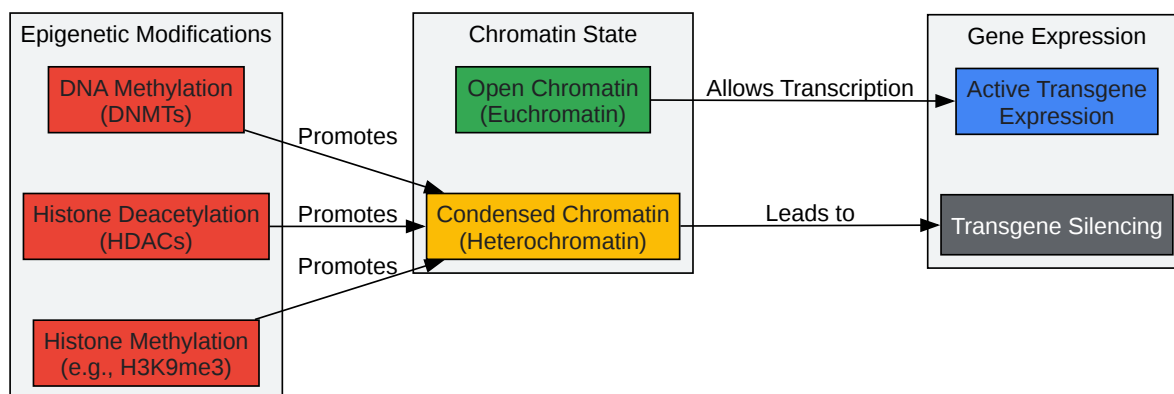 Epigenetic Modifications
DNA Methylation
(DNMTs)
Histone Deacetylation
(HDACs)
Histone Methylation
(e.g., H3K9me3)
Promotes
Promotes
Promotes
Chromatin State
Open Chromatin
(Euchromatin)
Condensed Chromatin
(Heterochromatin)
Allows Transcription
Leads to
Gene Expression
Active Transgene
Expression
Transgene Silencing